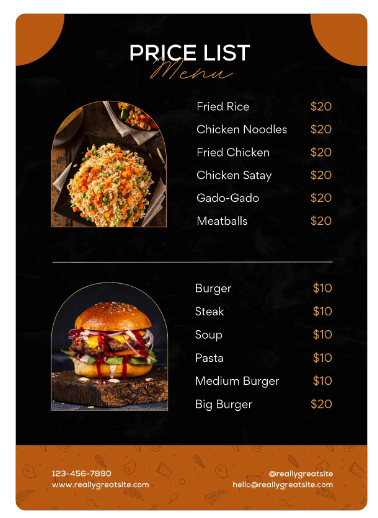 PRICE LIST
Menu
Fried Rice $20
Chicken Noodles $20
Fried Chicken $20
Chicken Satay $20
Gado-Gado $20
Meatballs $20
Burger $10
Steak $10
Soup $10
Pasta $10
Medium Burger $10
Big Burger $20
123-456-7890 @reallygreatsite
www.reallygreatsite.com hello@reallygreatsite.com